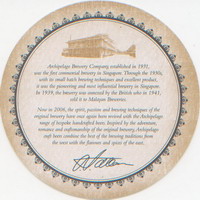 Archipelago Brewery Company, established in 1931,
was the first commercial brewery in Singapore. Through the 1930s,
with its small batch brewing techniques and excellent product,
it was the pioneering and most influential brewery in Singapore.
In 1939, the brewery was annexed by the British who in 1941,
sold it to Malayan Breweries.
Now in 2006, the spirit, passion and brewing techniques of the
original brewery have once again been revived with the Archipelago
range of bespoke handcrafted beers. Inspired by the adventure,
romance and craftsmanship of the original brewery, Archipelago
craft beers combine the best of the brewing traditions from
the west with the flavours and spices of the east.